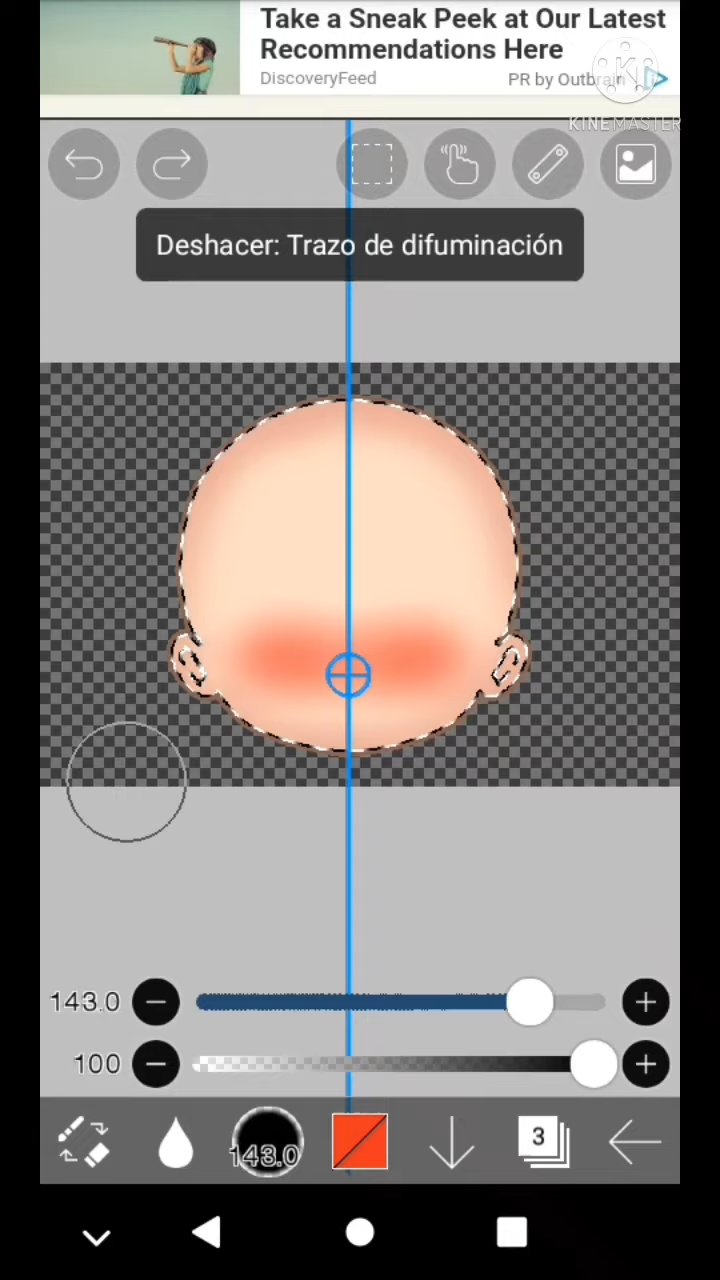 Take a Sneak Peek at Our Latest
Recommendations Here
DiscoveryFeed
PR by Outbrain
K
KINEMASTER
Deshacer: Trazo de difuminación
143.0
100
143.0
3